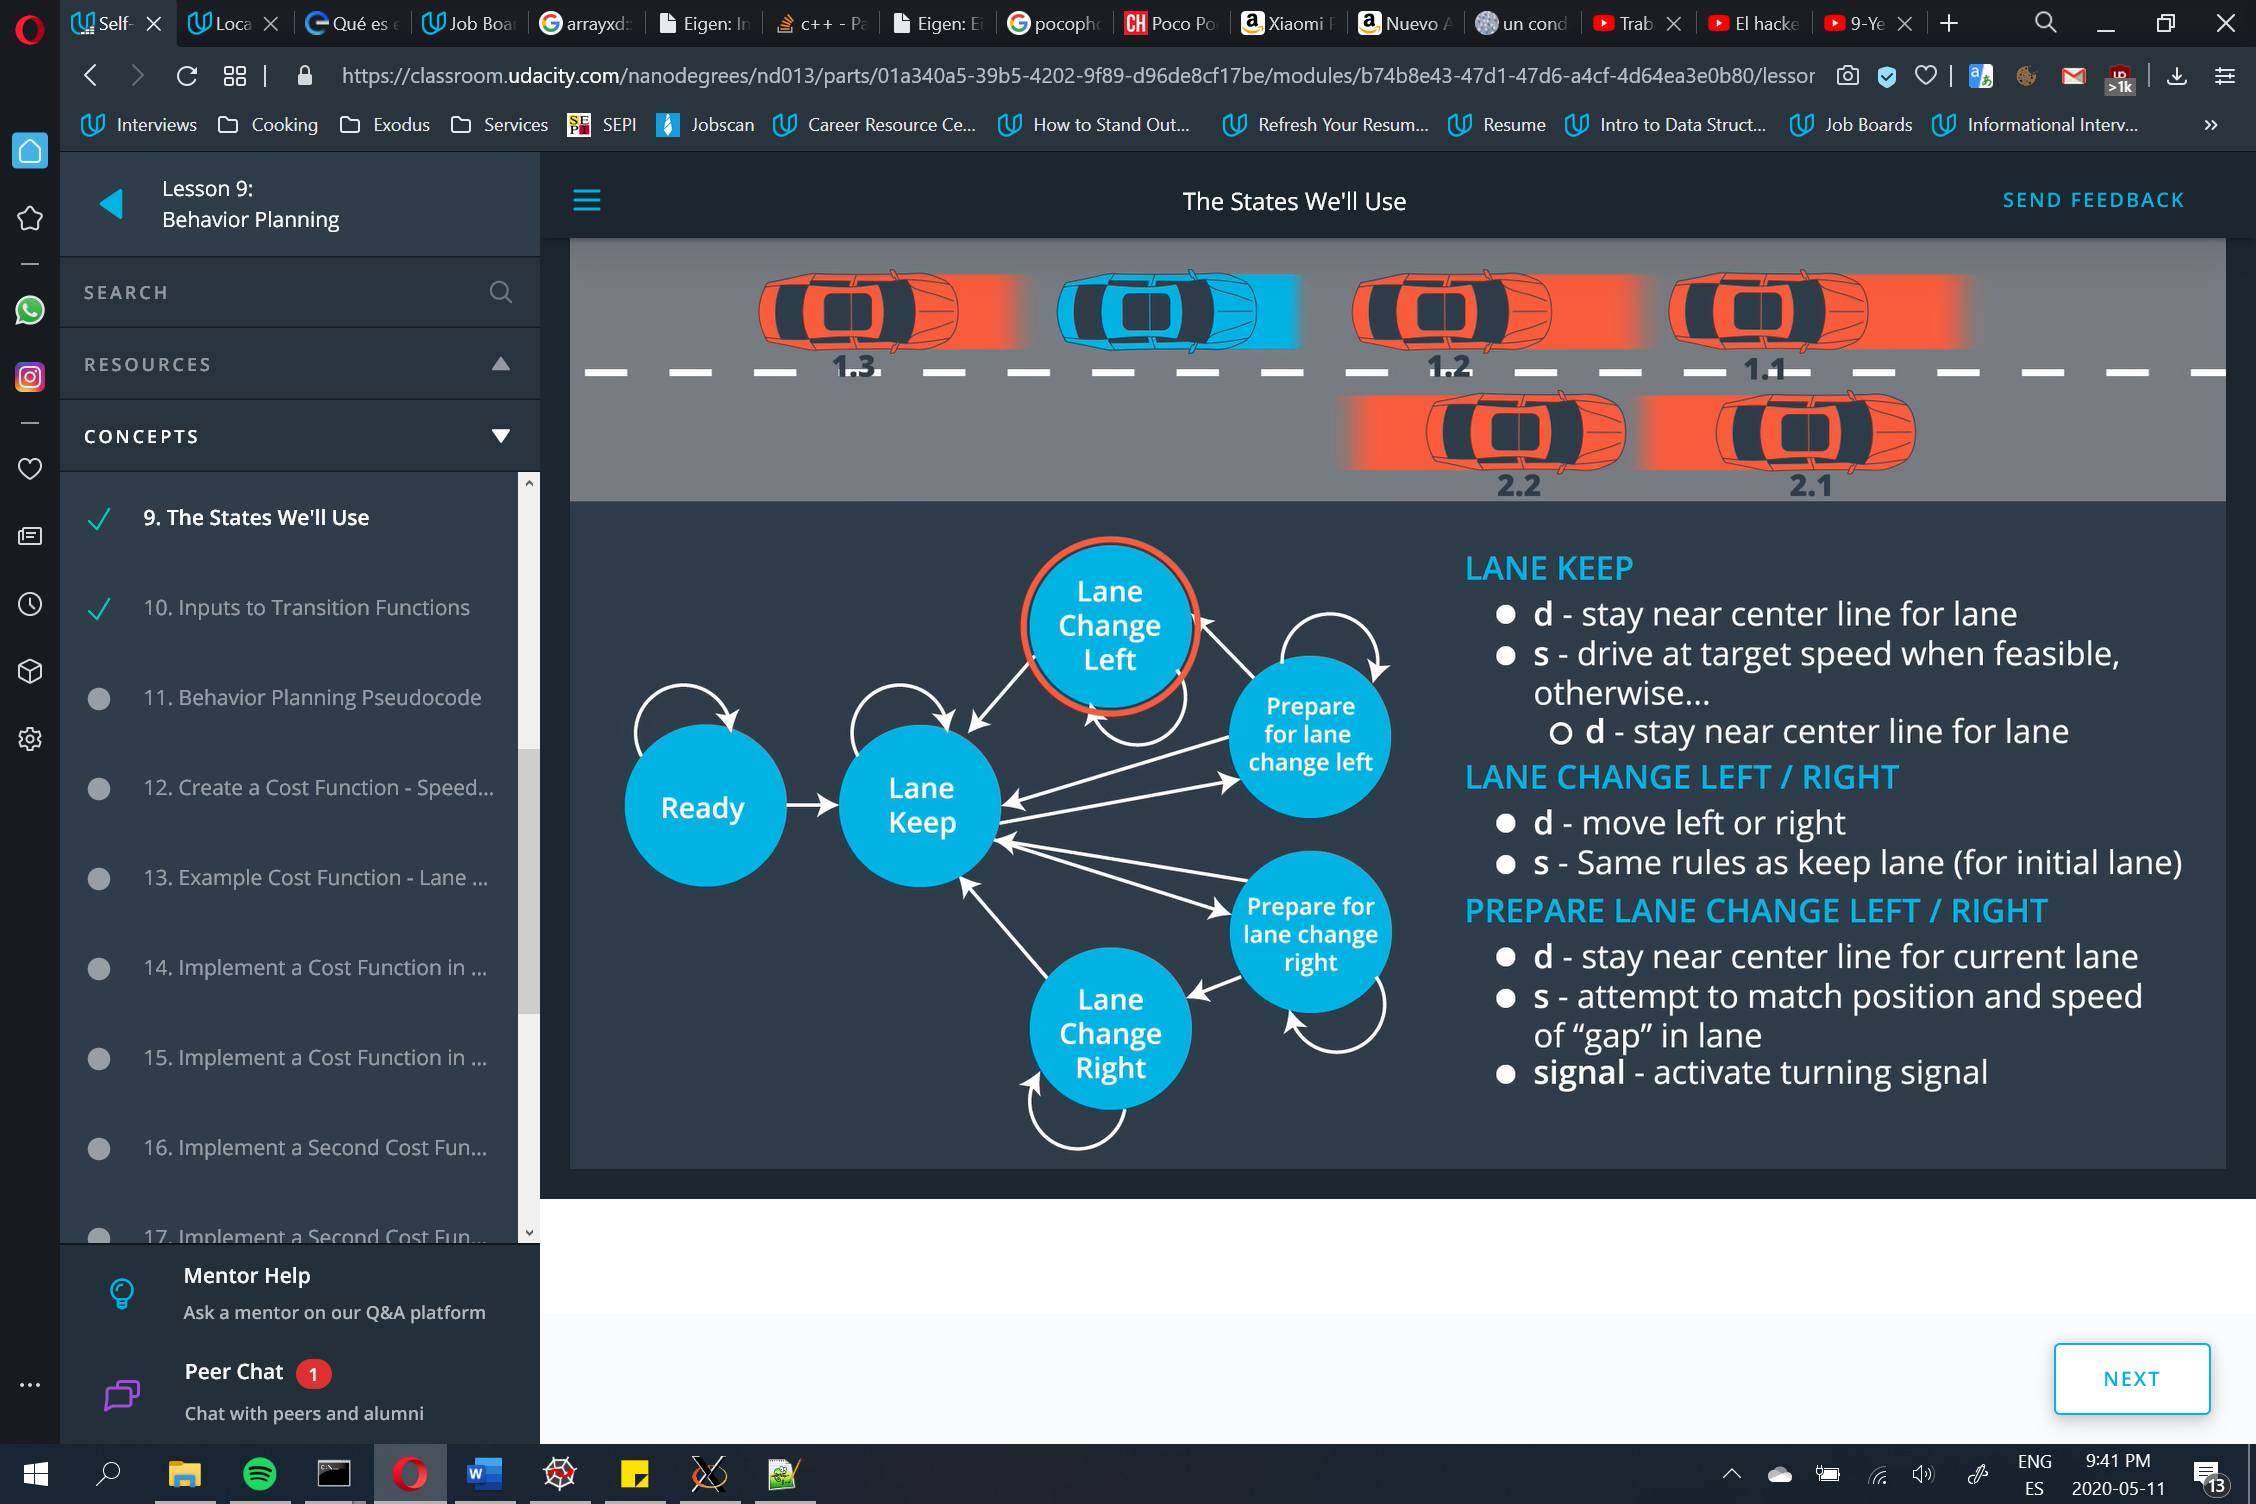 Self-
Loca
Qué es e
Job Boar
arrayxd::
Eigen: In
c++ - Pa
Eigen: Ei
pocopho
CH Poco Po
Xiaomi P
Nuevo A
un cond
Trab
El hacke
9-Ye
https://classroom.udacity.com/nanodegrees/nd013/parts/01a340a5-39b5-4202-9f89-d96de8cf17be/modules/b74b8e43-47d1-47d6-a4cf-4d64ea3e0b80/lessor
>1k
Interviews
Cooking
Exodus
Services
SEPI
Jobscan
Career Resource Ce...
How to Stand Out...
Refresh Your Resum...
Resume
Intro to Data Struct...
Job Boards
Informational Interv...
Lesson 9:
Behavior Planning
SEARCH
RESOURCES
CONCEPTS
9. The States We'll Use
10. Inputs to Transition Functions
11. Behavior Planning Pseudocode
12. Create a Cost Function - Speed...
13. Example Cost Function - Lane ...
14. Implement a Cost Function in ...
15. Implement a Cost Function in ...
16. Implement a Second Cost Fun...
17. Implement a Second Cost Fun...
Mentor Help
Ask a mentor on our Q&A platform
Peer Chat 1
Chat with peers and alumni
The States We'll Use
SEND FEEDBACK
1.3
1.2
1.1
2.2
2.1
Ready
Lane
Keep
Lane
Change
Left
Prepare
for lane
change left
Prepare for
lane change
right
Lane
Change
Right
LANE KEEP
d - stay near center line for lane
s - drive at target speed when feasible,
otherwise...
d - stay near center line for lane
LANE CHANGE LEFT / RIGHT
d - move left or right
s - Same rules as keep lane (for initial lane)
PREPARE LANE CHANGE LEFT / RIGHT
d - stay near center line for current lane
s - attempt to match position and speed
of “gap” in lane
signal - activate turning signal
NEXT
ENG
ES
9:41 PM
2020-05-11
13